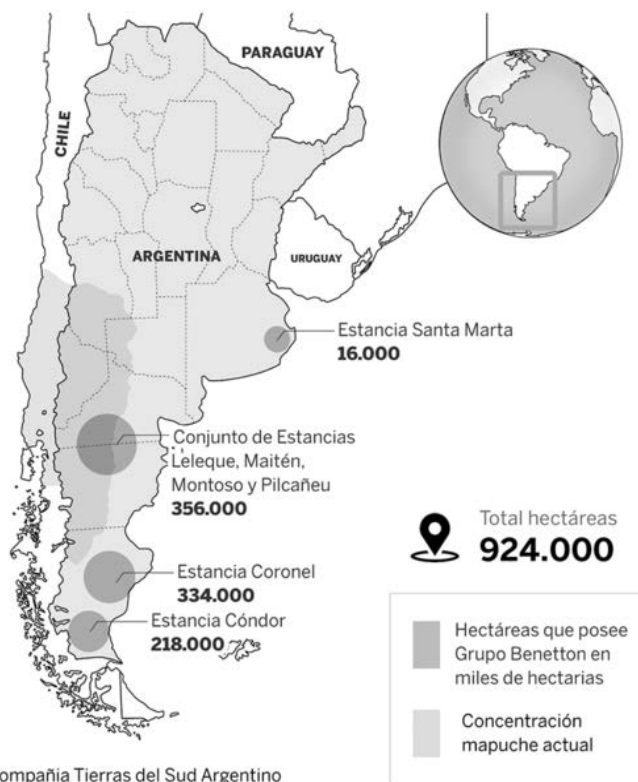 PARAGUAY
CHILE
ARGENTINA
URUGUAY
Estancia Santa Marta
16.000
Conjunto de Estancias
Leleque, Maitén,
Montoso y Pilcañeu
356.000
Total hectáreas
924.000
Estancia Coronel
334.000
Estancia Cóndor
218.000
Hectáreas que posee
Grupo Benetton en
miles de hectarias
Concentración
mapuche actual
ompañia Tierras del Sud Argentino